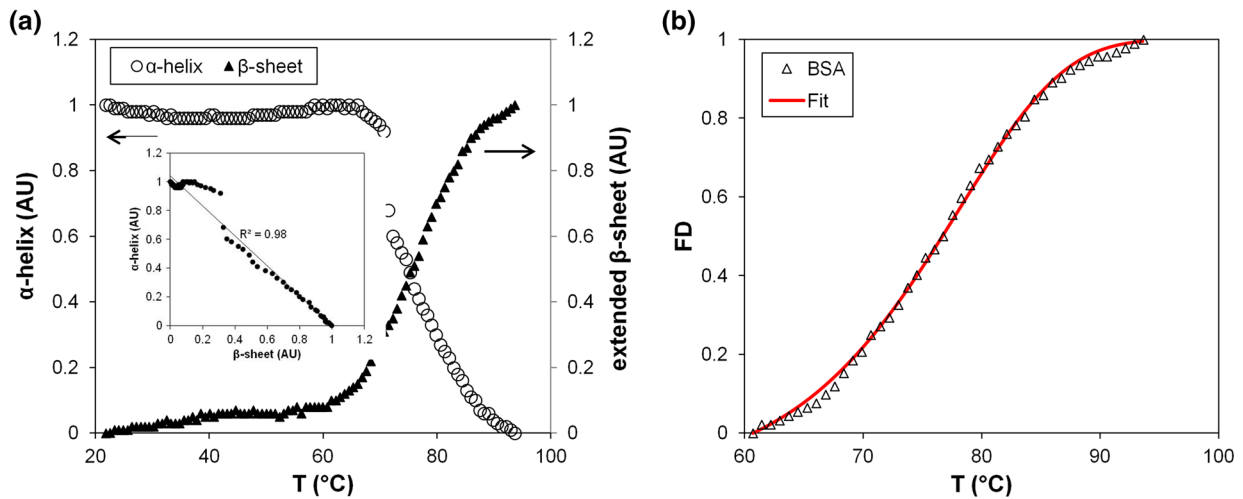 (a)
1.2
1
0.8
0.6
0.4
0.2
0
α-helix (AU)
○ α-helix ▲ β-sheet
1.2
1
0.8
0.6
0.4
0.2
0
extended β-sheet (AU)
20 40 60 80 100
T (°C)
1.2
1
0.8
0.6
0.4
0.2
0
α-helix (AU)
R² = 0.98
0 0.2 0.4 0.6 0.8 1 1.2
β-sheet (AU)
(b)
1
0.8
0.6
0.4
0.2
0
FD
△ BSA
Fit
60 70 80 90 100
T (°C)